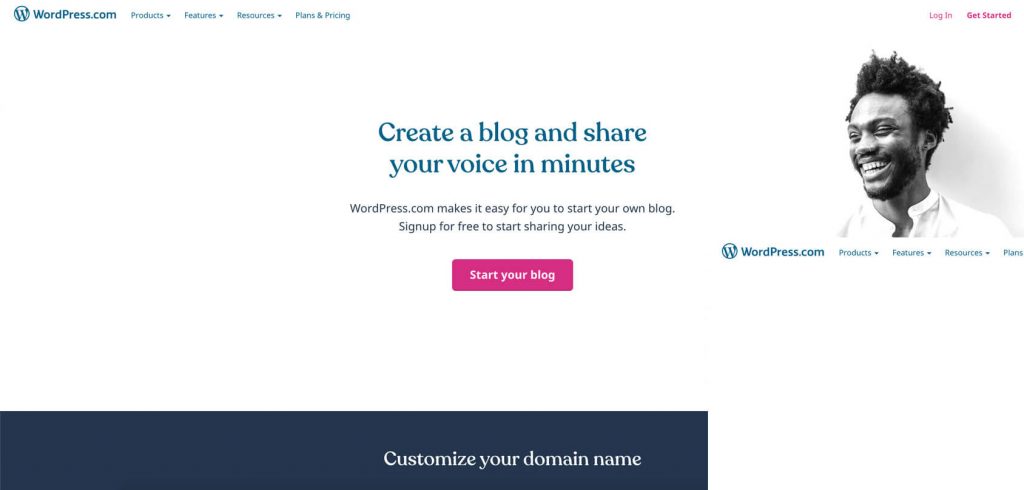 WordPress.com Products Features Resources Plans & Pricing Log In Get Started
Create a blog and share
your voice in minutes
WordPress.com makes it easy for you to start your own blog.
Signup for free to start sharing your ideas.
Start your blog
WordPress.com Products Features Resources Plans
Customize your domain name